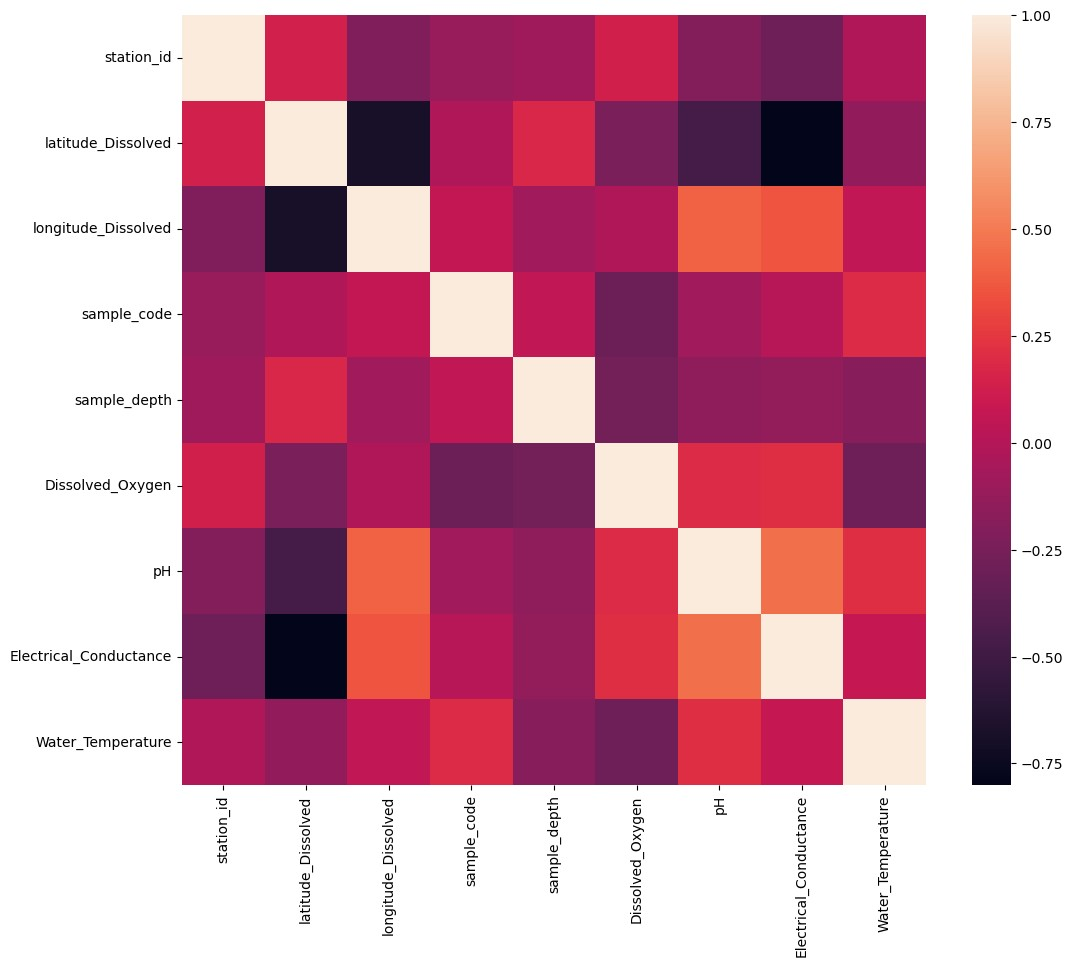 station_id
latitude_Dissolved
longitude_Dissolved
sample_code
sample_depth
Dissolved_Oxygen
pH
Electrical_Conductance
Water_Temperature
station_id
latitude_Dissolved
longitude_Dissolved
sample_code
sample_depth
Dissolved_Oxygen
pH
Electrical_Conductance
Water_Temperature
1.00
0.75
0.50
0.25
0.00
−0.25
−0.50
−0.75